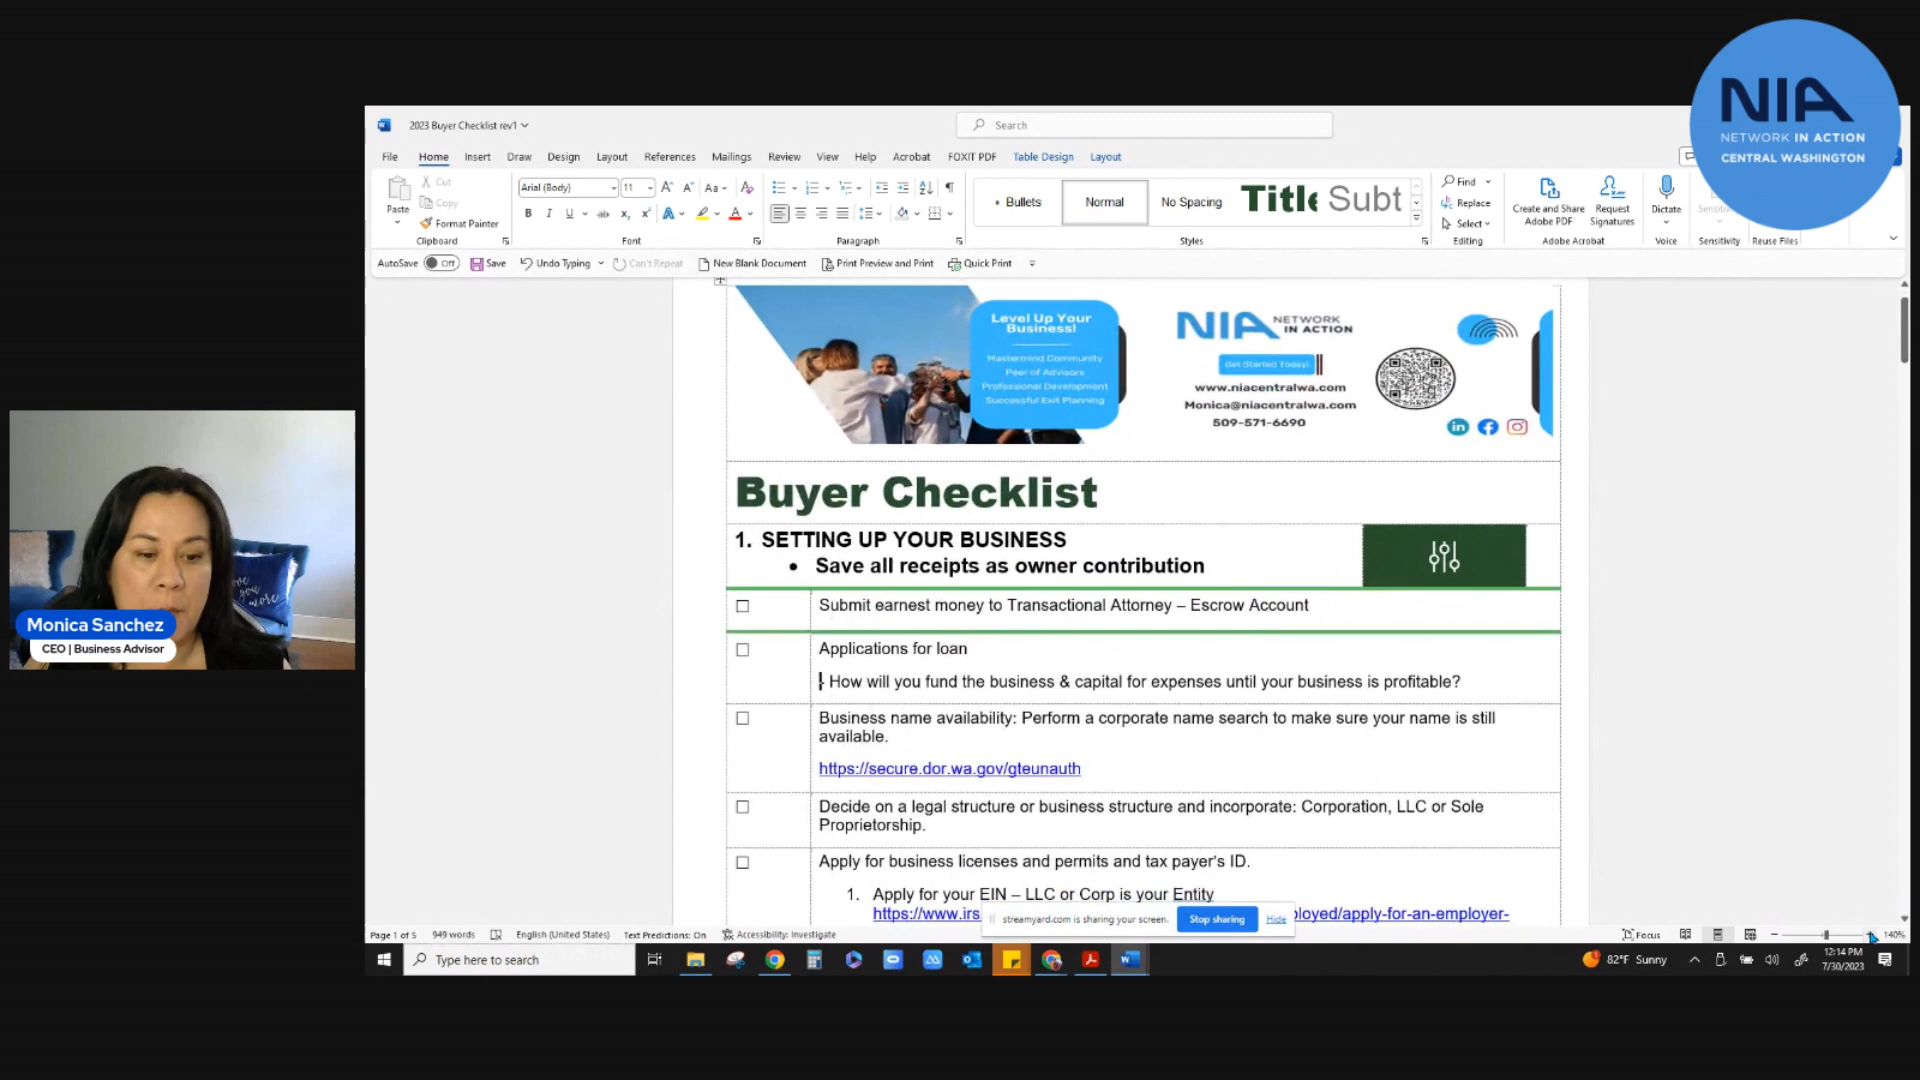 NIA
NETWORK IN ACTION
CENTRAL WASHINGTON
2023 Buyer Checklist rev1
Search
File Home Insert Draw Design Layout References Mailings Review View Help Acrobat FOXIT PDF Table Design Layout
Cut
Copy
Paste
Format Painter
Clipboard
Arial (Body) 11
Font
Paragraph
• Bullets
Normal
No Spacing
Title
Subt
Styles
Find
Replace
Select
Editing
Create and Share
Adobe PDF
Request
Signatures
Adobe Acrobat
Dictate
Voice
Sensitivity
Reuse Files
AutoSave Off Save Undo Typing Can't Repeat New Blank Document Print Preview and Print Quick Print
Level Up Your
Business!
Mastermind Community
Peer of Advisors
Professional Development
Successful Exit Planning
NIA NETWORK
IN ACTION
Get Started Today!
www.niacentralwa.com
Monica@niacentralwa.com
509-571-6690
Buyer Checklist
1. SETTING UP YOUR BUSINESS
• Save all receipts as owner contribution
Submit earnest money to Transactional Attorney – Escrow Account
Applications for loan
- How will you fund the business & capital for expenses until your business is profitable?
Business name availability: Perform a corporate name search to make sure your name is still
available.
https://secure.dor.wa.gov/gteunauth
Decide on a legal structure or business structure and incorporate: Corporation, LLC or Sole
Proprietorship.
Apply for business licenses and permits and tax payer's ID.
1. Apply for your EIN – LLC or Corp is your Entity
https://www.irs. ployed/apply-for-an-employer-
streamyard.com is sharing your screen. Stop sharing Hide
Page 1 of 5 949 words English (United States) Text Predictions: On Accessibility: Investigate Focus 140%
Type here to search
82°F Sunny
12:14 PM
7/30/2023
love
you
more
Monica Sanchez
CEO | Business Advisor